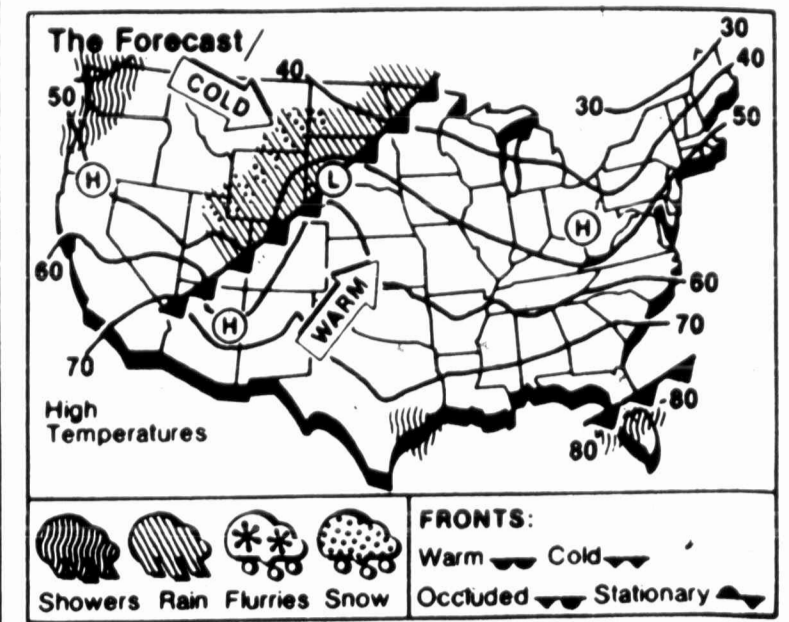 The Forecast
30
40
50
30
COLD
40
50
H
L
H
60
60
H
WARM
70
70
80
80
High
Temperatures
Showers Rain Flurries Snow
FRONTS:
Warm Cold
Occluded Stationary